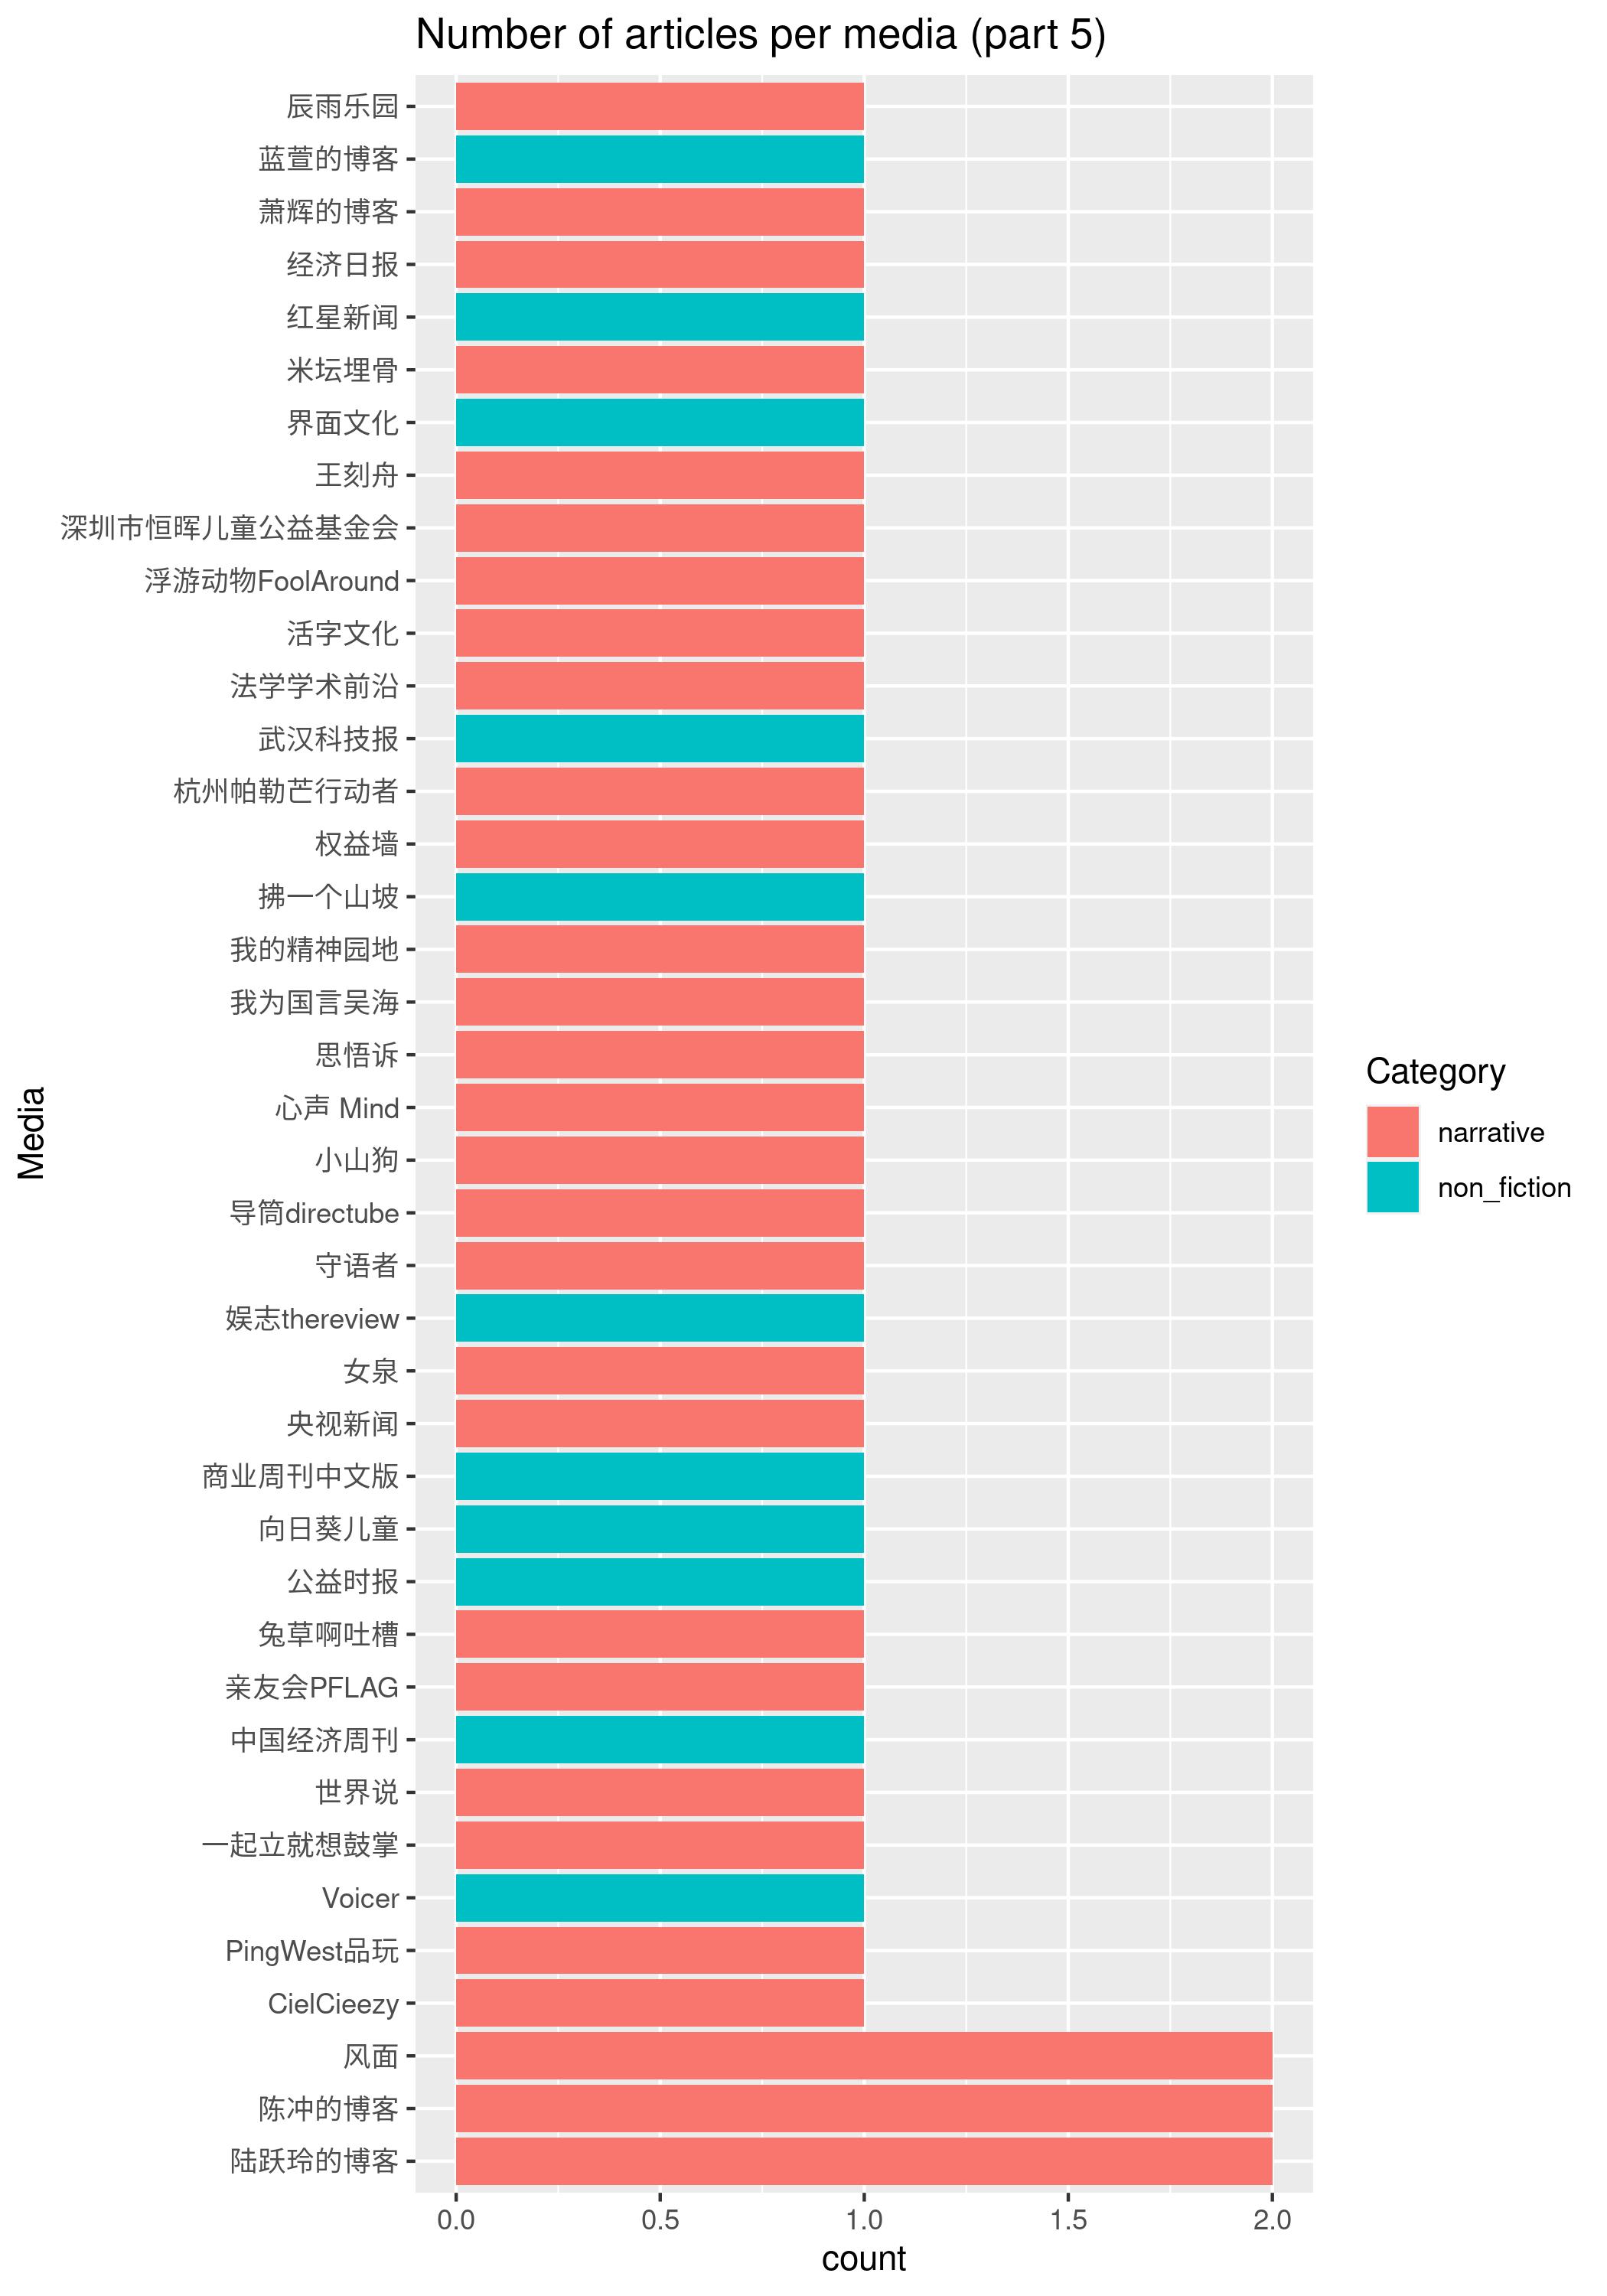 Number of articles per media (part 5)
辰雨乐园
蓝萱的博客
萧辉的博客
经济日报
红星新闻
米坛埋骨
界面文化
王刻舟
深圳市恒晖儿童公益基金会
浮游动物FoolAround
活字文化
法学学术前沿
武汉科技报
杭州帕勒芒行动者
权益墙
拂一个山坡
我的精神园地
我为国言吴海
思悟诉
心声 Mind
小山狗
导筒directube
守语者
娱志thereview
女泉
央视新闻
商业周刊中文版
向日葵儿童
公益时报
兔草啊吐槽
亲友会PFLAG
中国经济周刊
世界说
一起立就想鼓掌
Voicer
PingWest品玩
CielCieezy
风面
陈冲的博客
陆跃玲的博客
0.0 0.5 1.0 1.5 2.0
count
Media
Category
narrative
non_fiction